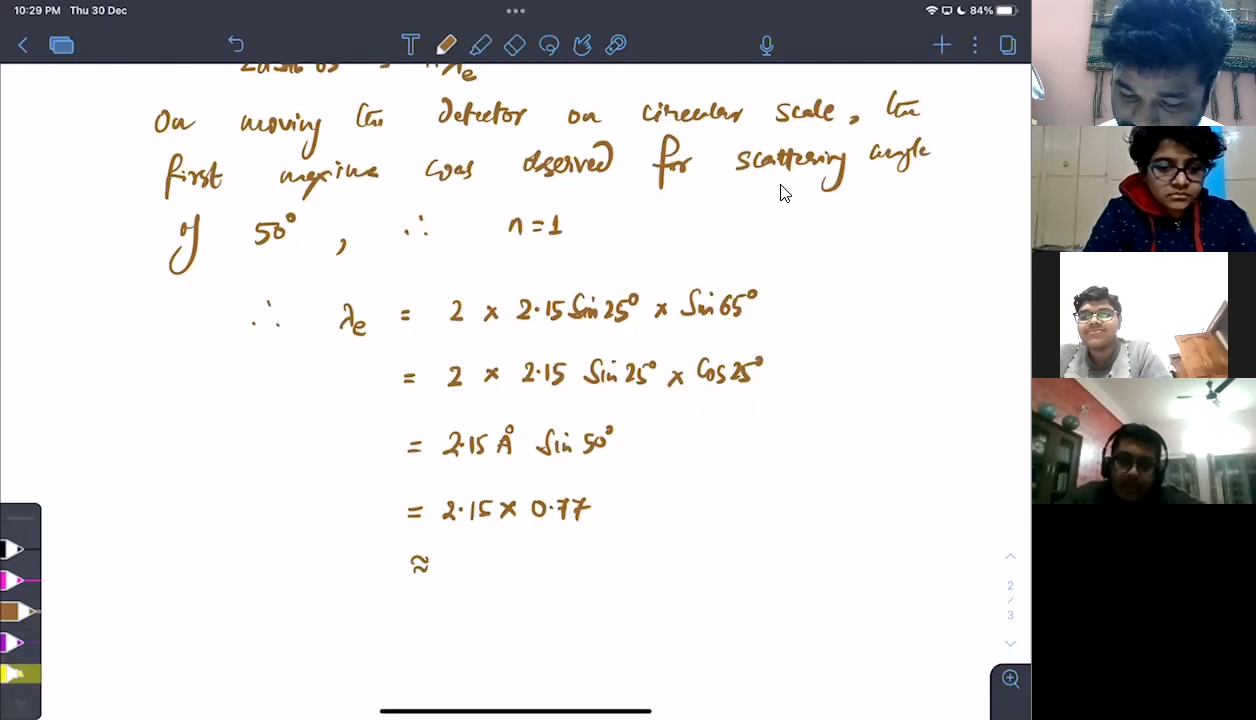 10:29 PM Thu 30 Dec
84%
On moving the detector on circular scale, the
first maxima was observed for scattering angle
of 50°, ∴ n=1
∴ λe = 2 × 2.15 Sin 25° × Sin 65°
= 2 × 2.15 Sin 25° × Cos 25°
= 2.15 Å Sin 50°
= 2.15 × 0.77
≈
2
/
3